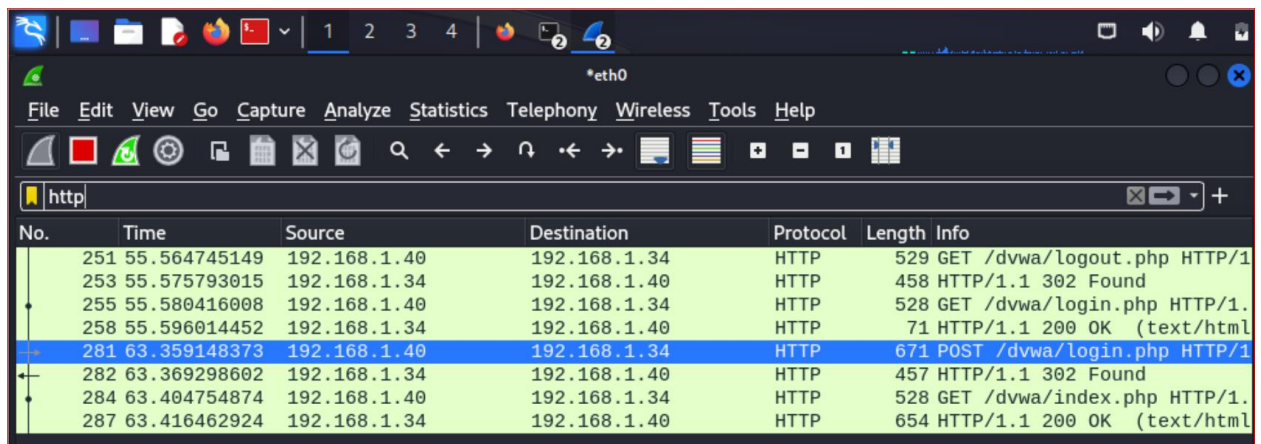 1 2 3 4 2 2
*eth0
File Edit View Go Capture Analyze Statistics Telephony Wireless Tools Help
http
No. Time Source Destination Protocol Length Info
251 55.564745149 192.168.1.40 192.168.1.34 HTTP 529 GET /dvwa/logout.php HTTP/1
253 55.575793015 192.168.1.34 192.168.1.40 HTTP 458 HTTP/1.1 302 Found
255 55.580416008 192.168.1.40 192.168.1.34 HTTP 528 GET /dvwa/login.php HTTP/1.
258 55.596014452 192.168.1.34 192.168.1.40 HTTP 71 HTTP/1.1 200 OK (text/html
281 63.359148373 192.168.1.40 192.168.1.34 HTTP 671 POST /dvwa/login.php HTTP/1
282 63.369298602 192.168.1.34 192.168.1.40 HTTP 457 HTTP/1.1 302 Found
284 63.404754874 192.168.1.40 192.168.1.34 HTTP 528 GET /dvwa/index.php HTTP/1.
287 63.416462924 192.168.1.34 192.168.1.40 HTTP 654 HTTP/1.1 200 OK (text/html